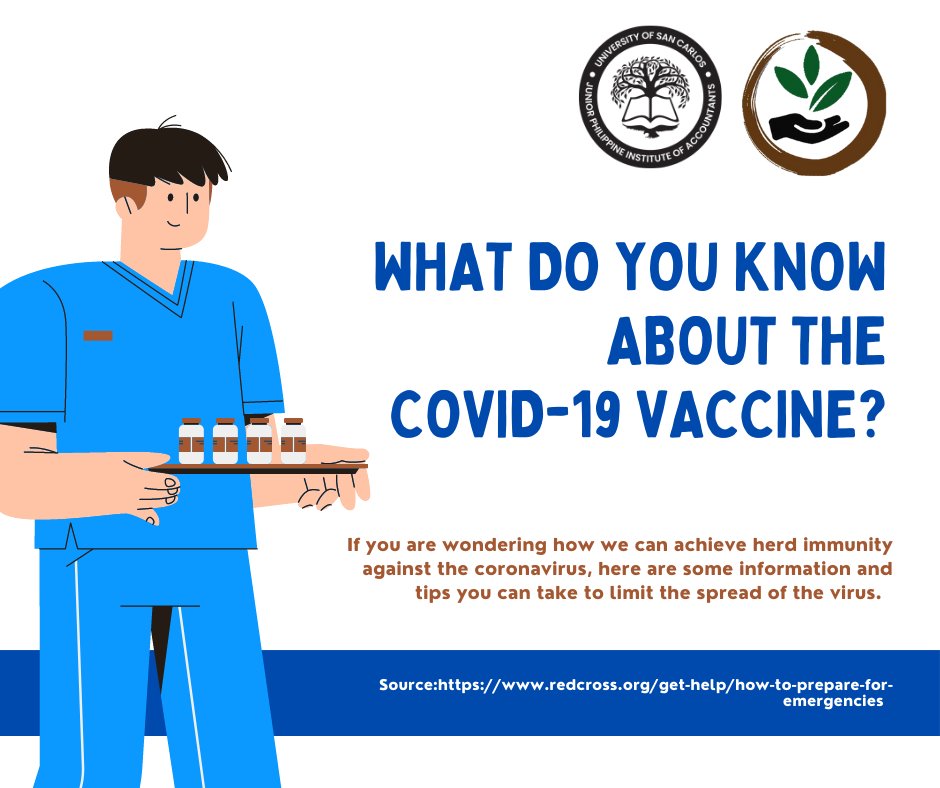 UNIVERSITY OF SAN CARLOS
JUNIOR PHILIPPINE INSTITUTE OF ACCOUNTANTS
WHAT DO YOU KNOW
ABOUT THE
COVID-19 VACCINE?
If you are wondering how we can achieve herd immunity
against the coronavirus, here are some information and
tips you can take to limit the spread of the virus.
Source:https://www.redcross.org/get-help/how-to-prepare-for-
emergencies